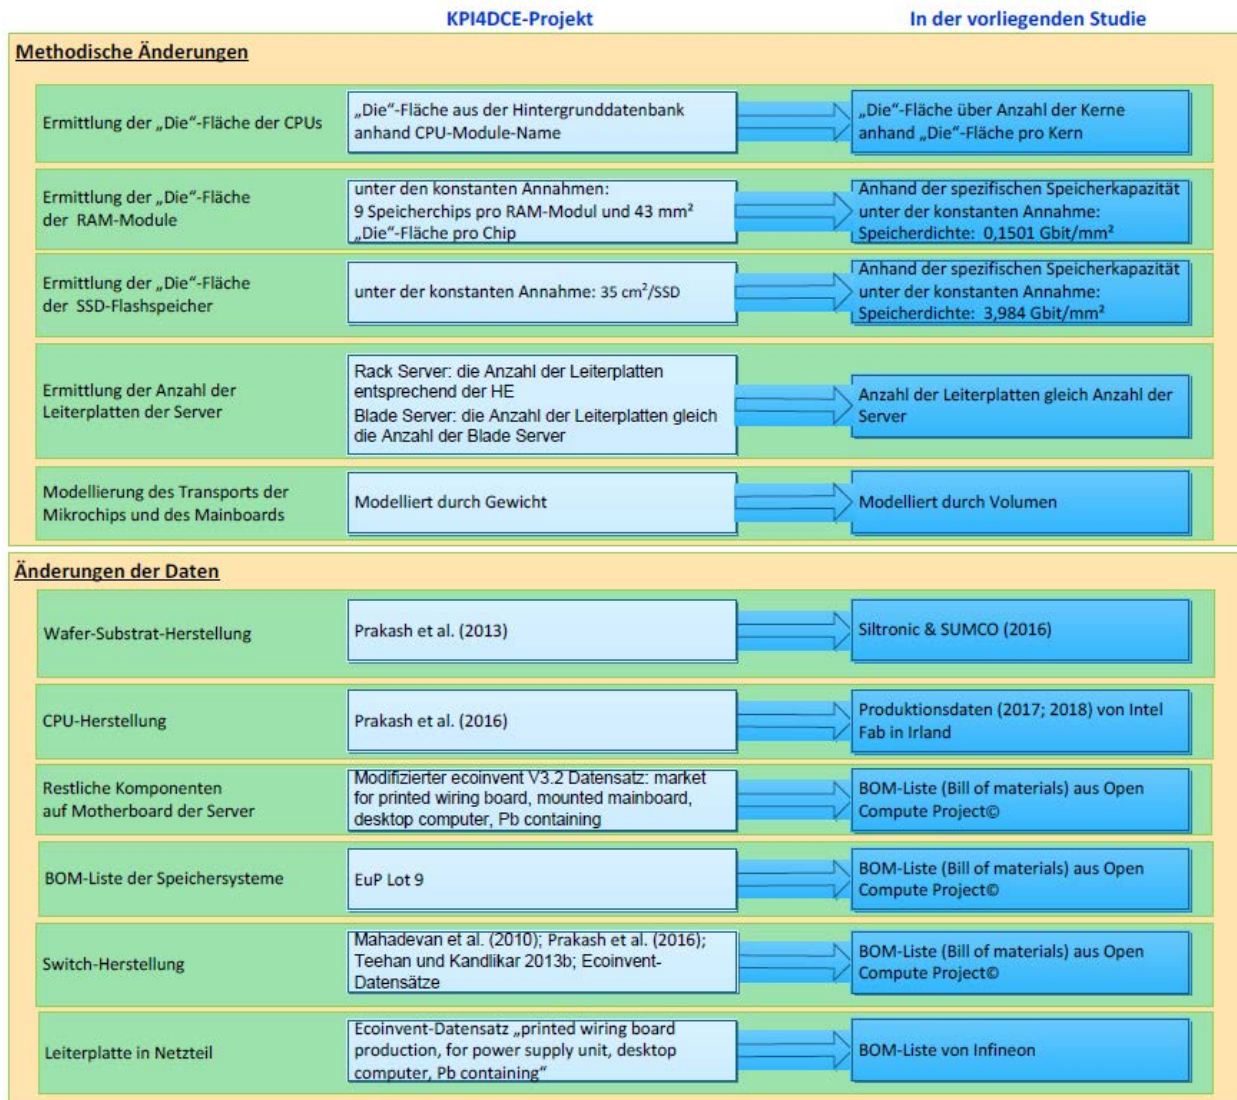 KPI4DCE-Projekt
In der vorliegenden Studie
Methodische Änderungen
Ermittlung der „Die“-Fläche der CPUs
„Die“-Fläche aus der Hintergrunddatenbank
anhand CPU-Module-Name
„Die“-Fläche über Anzahl der Kerne
anhand „Die“-Fläche pro Kern
Ermittlung der „Die“-Fläche
der RAM-Module
unter den konstanten Annahmen:
9 Speicherchips pro RAM-Modul und 43 mm²
„Die“-Fläche pro Chip
Anhand der spezifischen Speicherkapazität
unter der konstanten Annahme:
Speicherdichte: 0,1501 Gbit/mm²
Ermittlung der „Die“-Fläche
der SSD-Flashspeicher
unter der konstanten Annahme: 35 cm²/SSD
Anhand der spezifischen Speicherkapazität
unter der konstanten Annahme:
Speicherdichte: 3,984 Gbit/mm²
Ermittlung der Anzahl der
Leiterplatten der Server
Rack Server: die Anzahl der Leiterplatten
entsprechend der HE
Blade Server: die Anzahl der Leiterplatten gleich
die Anzahl der Blade Server
Anzahl der Leiterplatten gleich Anzahl der
Server
Modellierung des Transports der
Mikrochips und des Mainboards
Modelliert durch Gewicht
Modelliert durch Volumen
Änderungen der Daten
Wafer-Substrat-Herstellung
Prakash et al. (2013)
Siltronic & SUMCO (2016)
CPU-Herstellung
Prakash et al. (2016)
Produktionsdaten (2017; 2018) von Intel
Fab in Irland
Restliche Komponenten
auf Motherboard der Server
Modifizierter ecoinvent V3.2 Datensatz: market
for printed wiring board, mounted mainboard,
desktop computer, Pb containing
BOM-Liste (Bill of materials) aus Open
Compute Project©
BOM-Liste der Speichersysteme
EuP Lot 9
BOM-Liste (Bill of materials) aus Open
Compute Project©
Switch-Herstellung
Mahadevan et al. (2010); Prakash et al. (2016);
Teehan und Kandlikar 2013b; Ecoinvent-
Datensätze
BOM-Liste (Bill of materials) aus Open
Compute Project©
Leiterplatte in Netzteil
Ecoinvent-Datensatz „printed wiring board
production, for power supply unit, desktop
computer, Pb containing“
BOM-Liste von Infineon